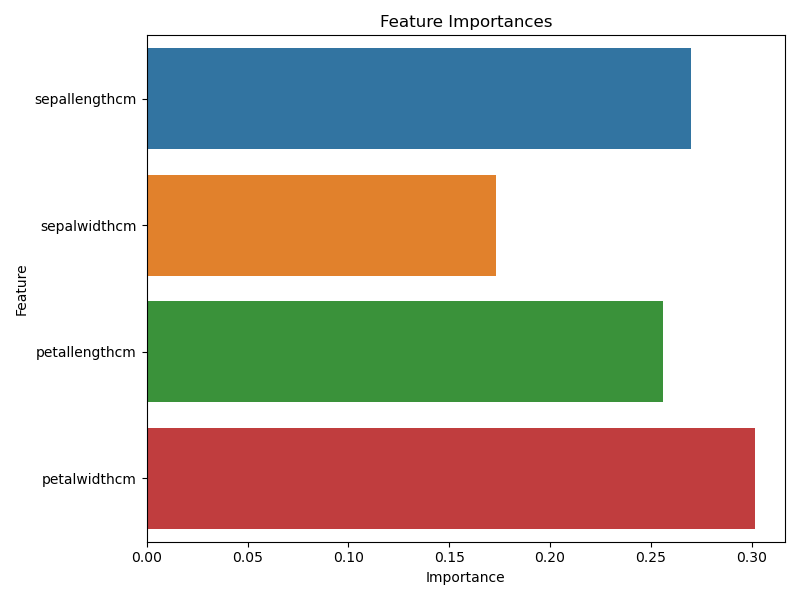 Feature Importances
sepallengthcm
sepalwidthcm
petallengthcm
petalwidthcm
Feature
0.00 0.05 0.10 0.15 0.20 0.25 0.30
Importance